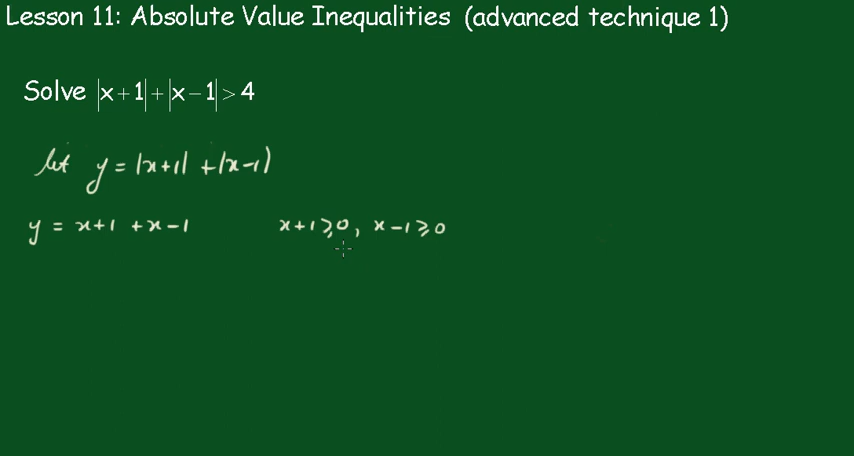 Lesson 11: Absolute Value Inequalities (advanced technique 1)
Solve |x+1|+|x-1|>4
let y = |x+1| + |x-1|
y = x+1 + x-1 x+1⩾0, x-1⩾0